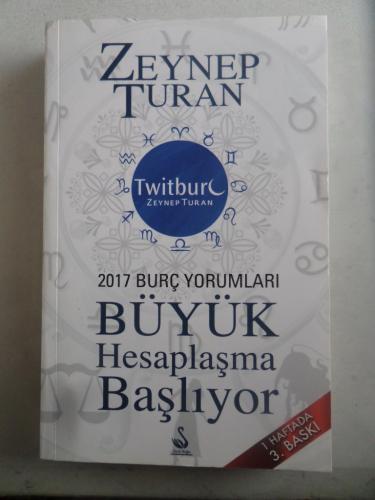 ZEYNEP
TURAN
Twitburc
ZEYNEP TURAN
2017 BURÇ YORUMLARI
BÜYÜK
Hesaplaşma
Başlıyor
1 HAFTADA
3. BASKI